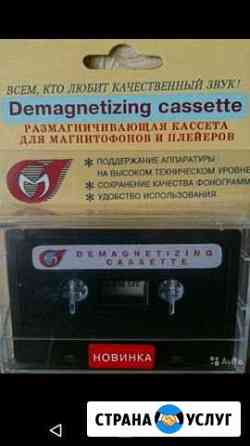 ВСЕМ, КТО ЛЮБИТ КАЧЕСТВЕННЫЙ ЗВУК!
Demagnetizing cassette
РАЗМАГНИЧИВАЮЩАЯ КАССЕТА
ДЛЯ МАГНИТОФОНОВ И ПЛЕЙЕРОВ
* ПОДДЕРЖАНИЕ АППАРАТУРЫ
НА ВЫСОКОМ ТЕХНИЧЕСКОМ УРОВНЕ
* СОХРАНЕНИЕ КАЧЕСТВА ФОНОГРАММ
* УДОБСТВО ИСПОЛЬЗОВАНИЯ
DEMAGNETIZING
CASSETTE
НОВИНКА
Avito
СТРАНА УСЛУГ